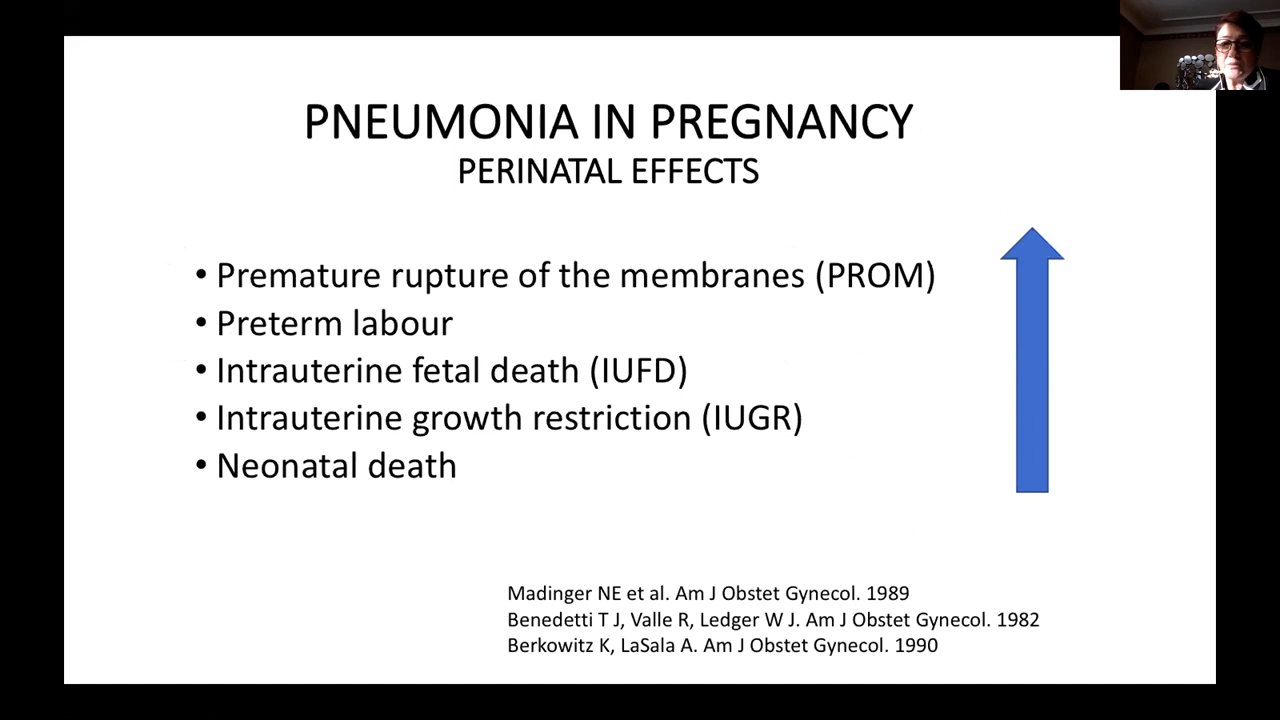 PNEUMONIA IN PREGNANCY
PERINATAL EFFECTS
• Premature rupture of the membranes (PROM)
• Preterm labour
• Intrauterine fetal death (IUFD)
• Intrauterine growth restriction (IUGR)
• Neonatal death
Madinger NE et al. Am J Obstet Gynecol. 1989
Benedetti T J, Valle R, Ledger W J. Am J Obstet Gynecol. 1982
Berkowitz K, LaSala A. Am J Obstet Gynecol. 1990